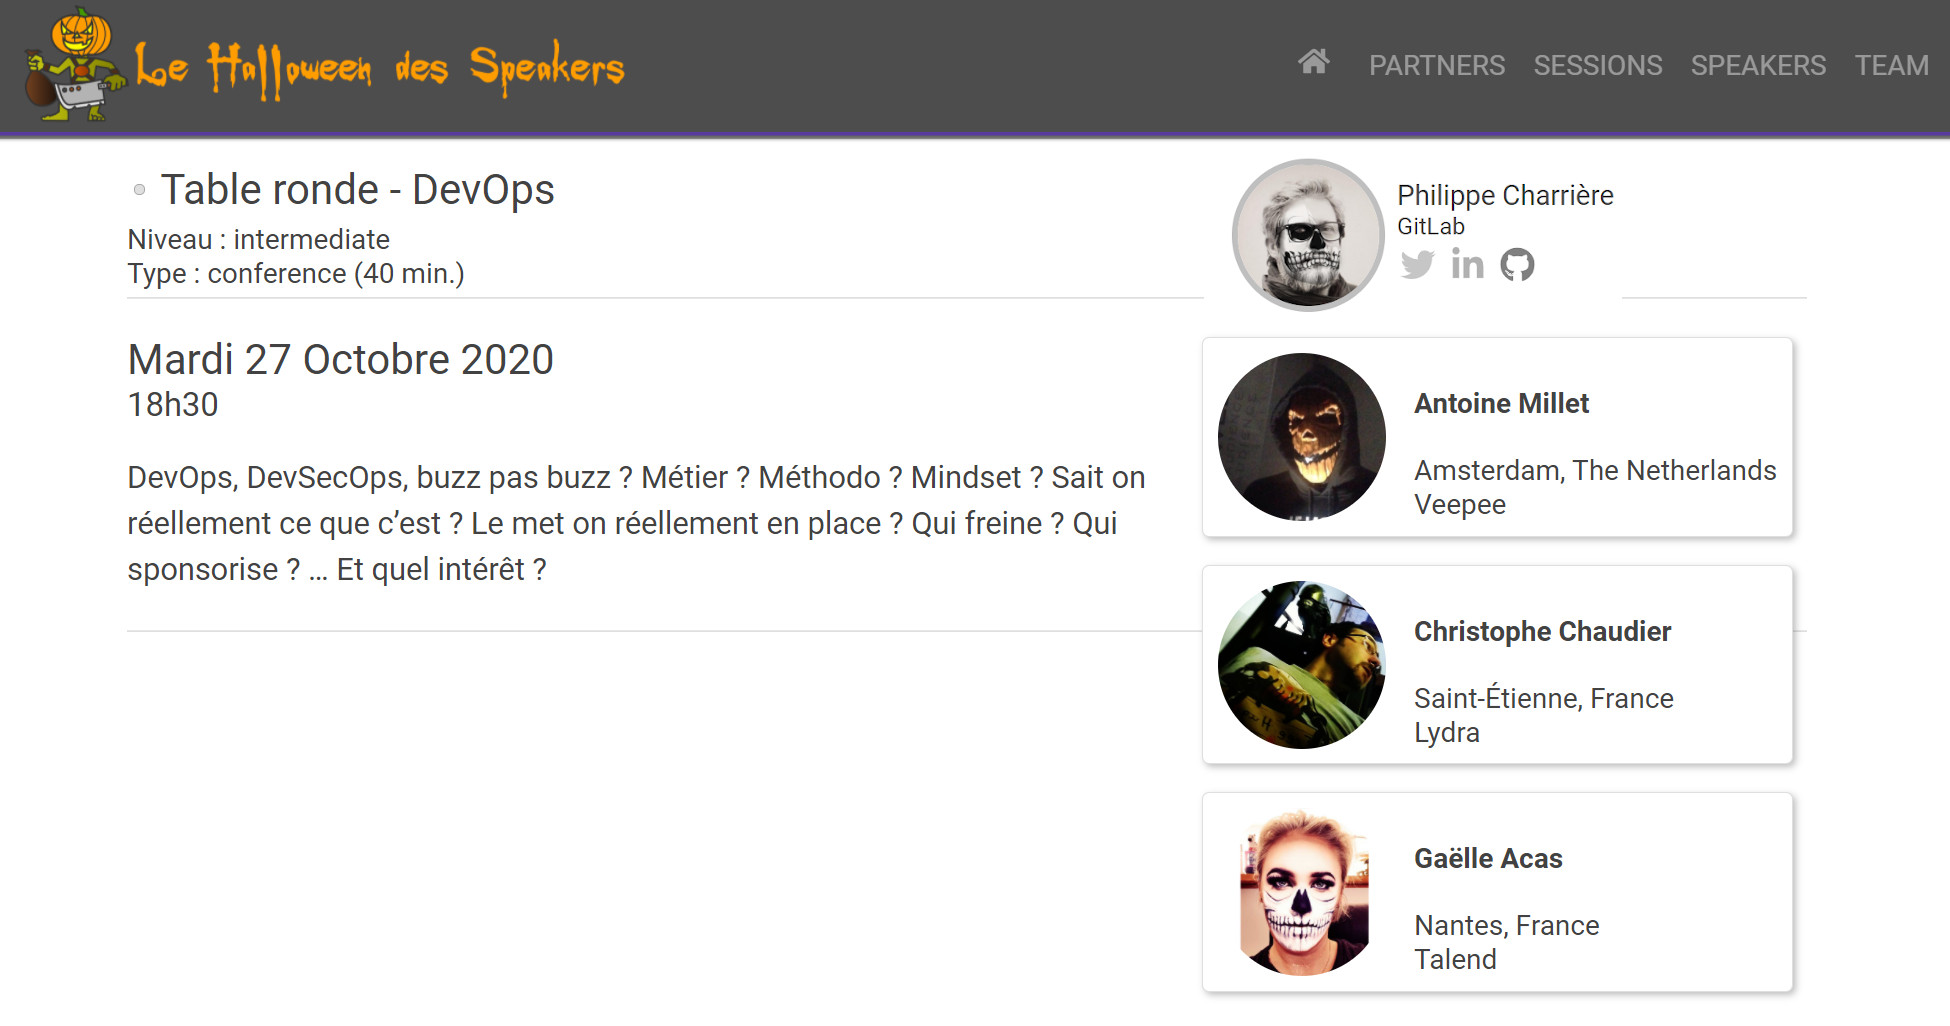 Le Halloween des Speakers
PARTNERS SESSIONS SPEAKERS TEAM
Table ronde - DevOps
Niveau : intermediate
Type : conference (40 min.)
Mardi 27 Octobre 2020
18h30
DevOps, DevSecOps, buzz pas buzz ? Métier ? Méthodo ? Mindset ? Sait on
réellement ce que c’est ? Le met on réellement en place ? Qui freine ? Qui
sponsorise ? … Et quel intérêt ?
Philippe Charrière
GitLab
Antoine Millet
Amsterdam, The Netherlands
Veepee
Christophe Chaudier
Saint-Étienne, France
Lydra
Gaëlle Acas
Nantes, France
Talend